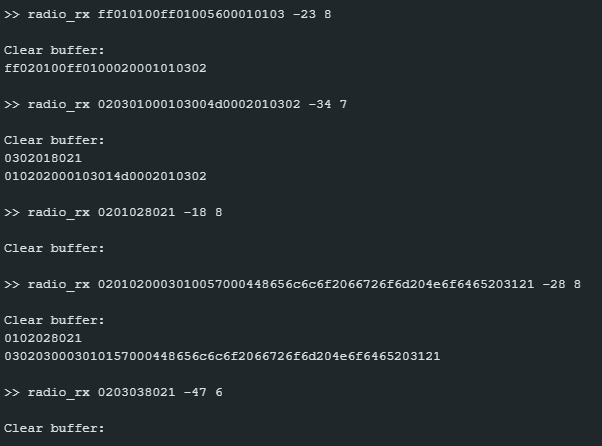 >> radio_rx ff010100ff01005600010103 -23 8
Clear buffer:
ff020100ff0100020001010302
>> radio_rx 020301000103004d0002010302 -34 7
Clear buffer:
0302018021
010202000103014d0002010302
>> radio_rx 0201028021 -18 8
Clear buffer:
>> radio_rx 0201020003010057000448656c6c6f2066726f6d204e6f6465203121 -28 8
Clear buffer:
0102028021
0302030003010157000448656c6c6f2066726f6d204e6f6465203121
>> radio_rx 0203038021 -47 6
Clear buffer: